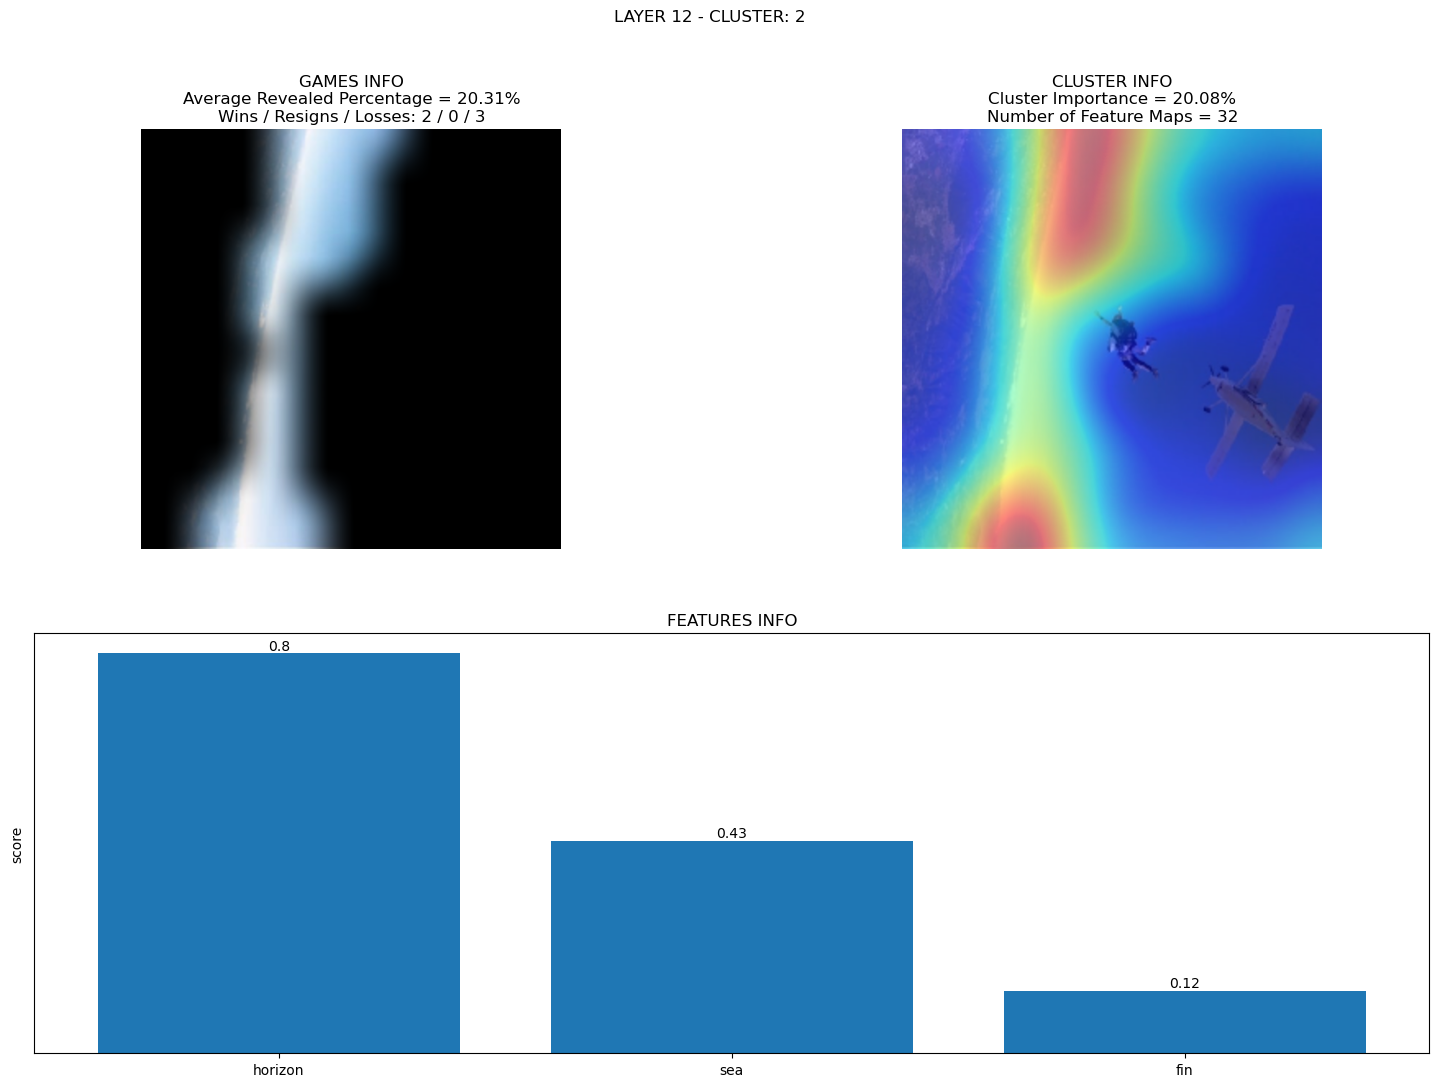 LAYER 12 - CLUSTER: 2
GAMES INFO
Average Revealed Percentage = 20.31%
Wins / Resigns / Losses: 2 / 0 / 3
CLUSTER INFO
Cluster Importance = 20.08%
Number of Feature Maps = 32
FEATURES INFO
score
0.8
0.43
0.12
horizon
sea
fin